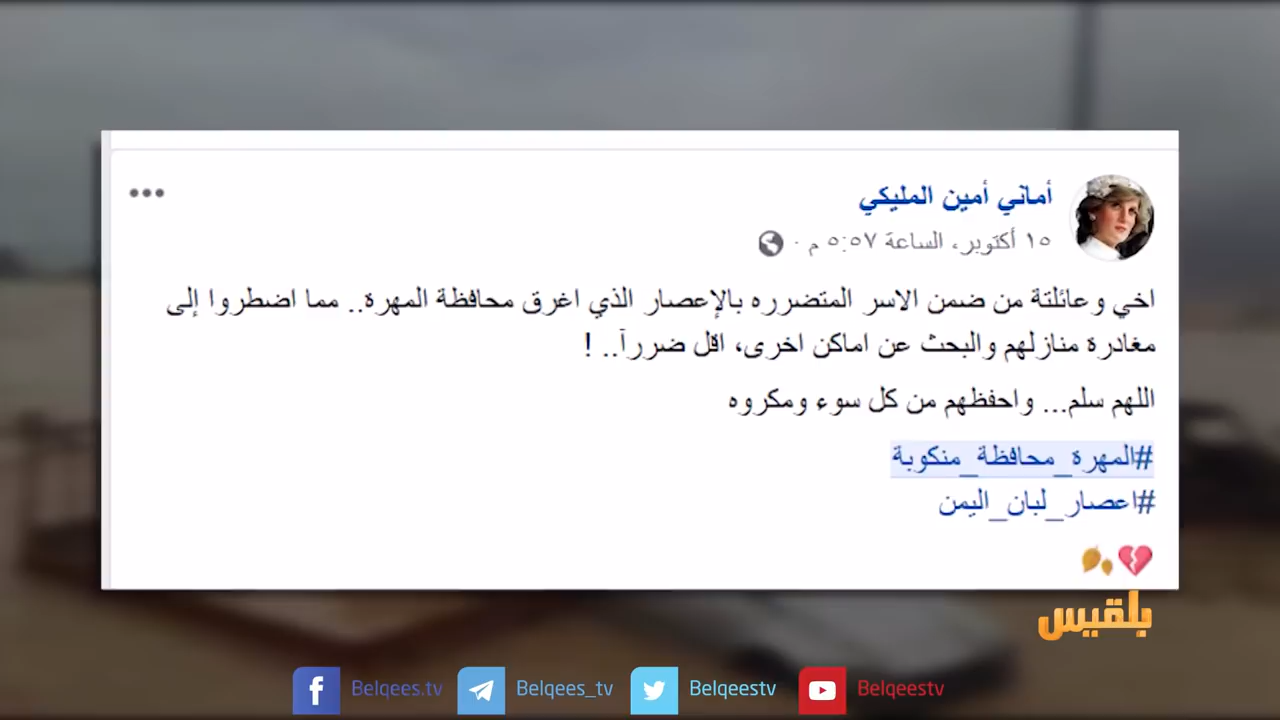 أماني أمين المليكي
١٥ أكتوبر، الساعة ٥:٥٧ م ·
اخي وعائلتة من ضمن الاسر المتضرره بالإعصار الذي اغرق محافظة المهرة.. مما اضطروا إلى
مغادرة منازلهم والبحث عن اماكن اخرى، اقل ضررآ.. !
اللهم سلم... واحفظهم من كل سوء ومكروه
#المهرة_محافظة_منكوبة
#اعصار_لبان_اليمن
بلقيس
Belqees.tv Belqees_tv Belqeestv Belqeestv